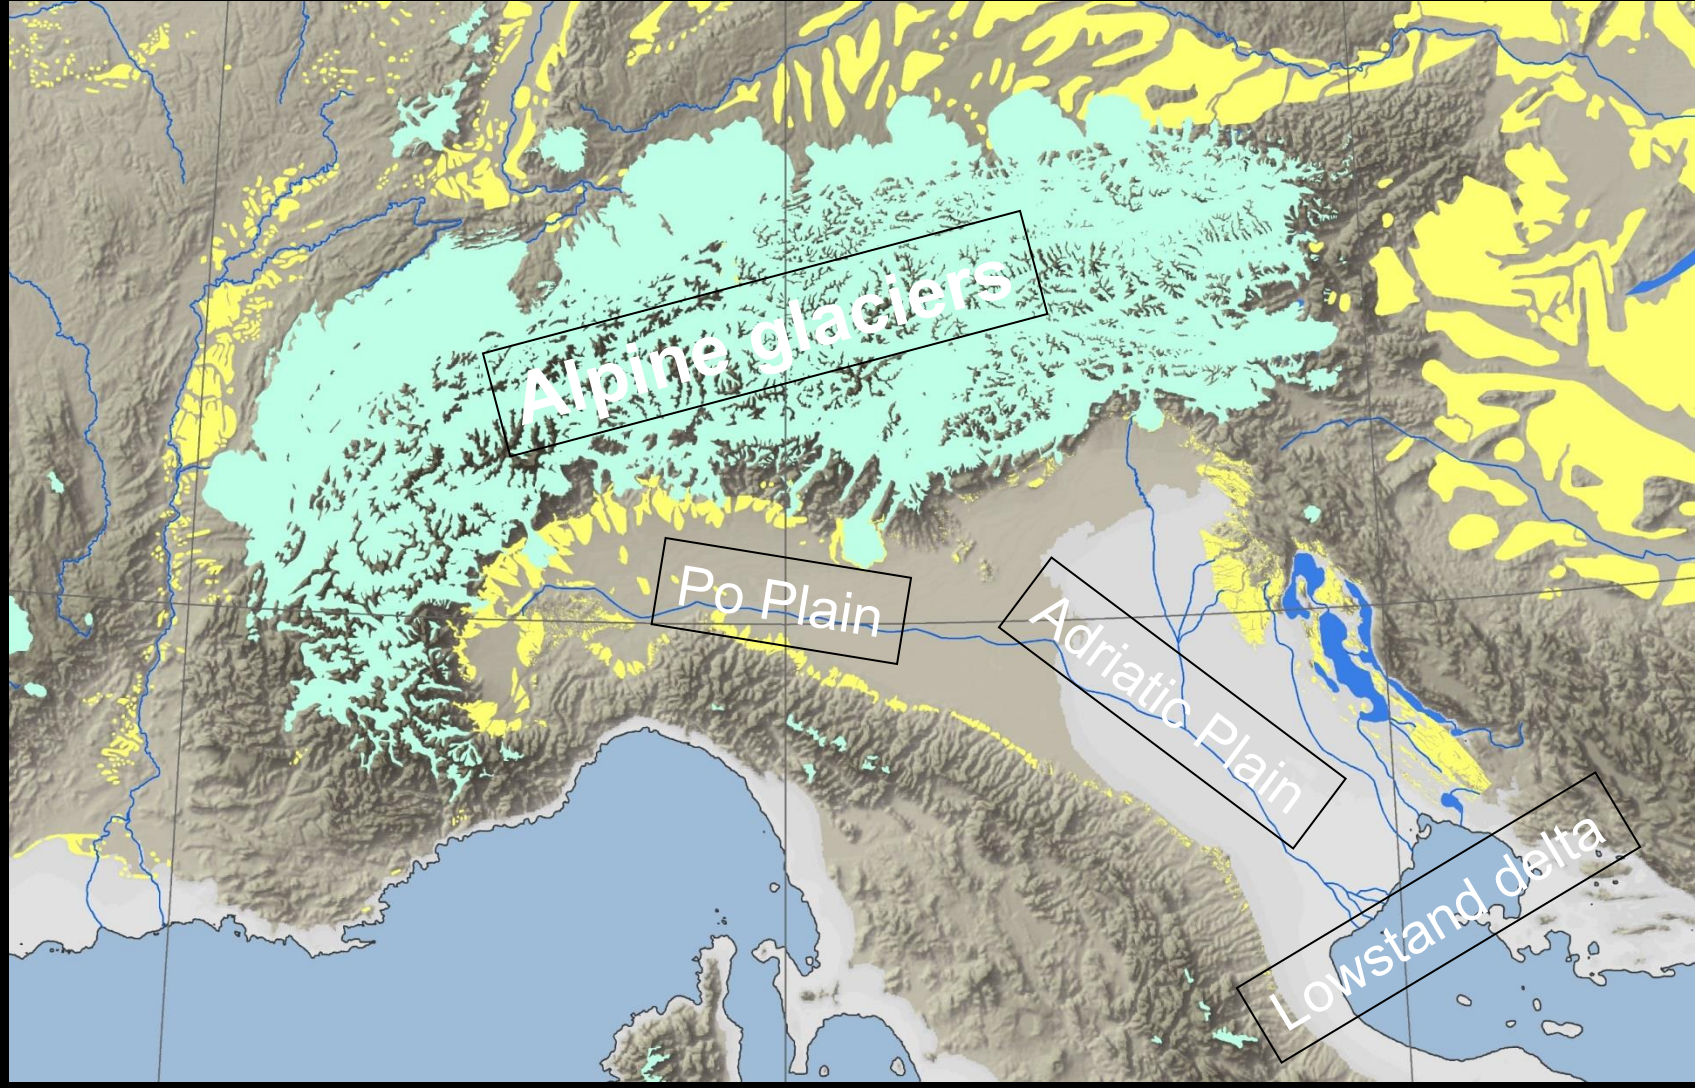 Alpine glaciers
Po Plain
Adriatic Plain
Lowstand delta